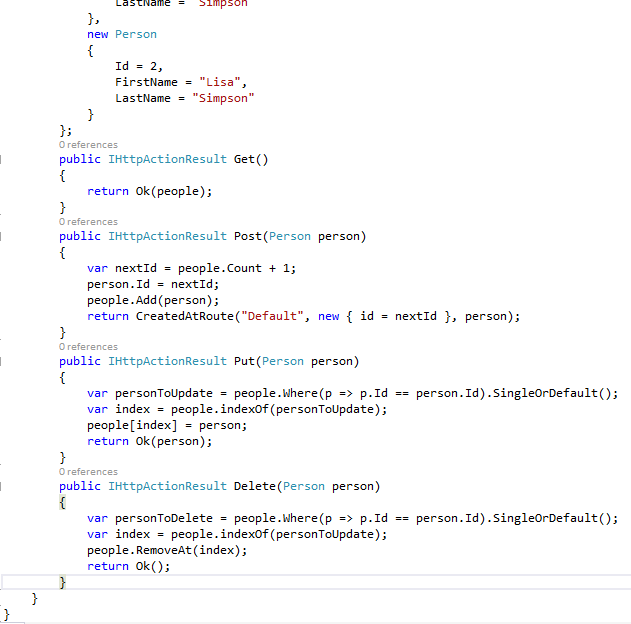 LastName = "Simpson"
},
new Person
{
Id = 2,
FirstName = "Lisa",
LastName = "Simpson"
}
};
0 references
public IHttpActionResult Get()
{
return Ok(people);
}
0 references
public IHttpActionResult Post(Person person)
{
var nextId = people.Count + 1;
person.Id = nextId;
people.Add(person);
return CreatedAtRoute("Default", new { id = nextId }, person);
}
0 references
public IHttpActionResult Put(Person person)
{
var personToUpdate = people.Where(p => p.Id == person.Id).SingleOrDefault();
var index = people.indexOf(personToUpdate);
people[index] = person;
return Ok(person);
}
0 references
public IHttpActionResult Delete(Person person)
{
var personToDelete = people.Where(p => p.Id == person.Id).SingleOrDefault();
var index = people.indexOf(personToUpdate);
people.RemoveAt(index);
return Ok();
}
}
}